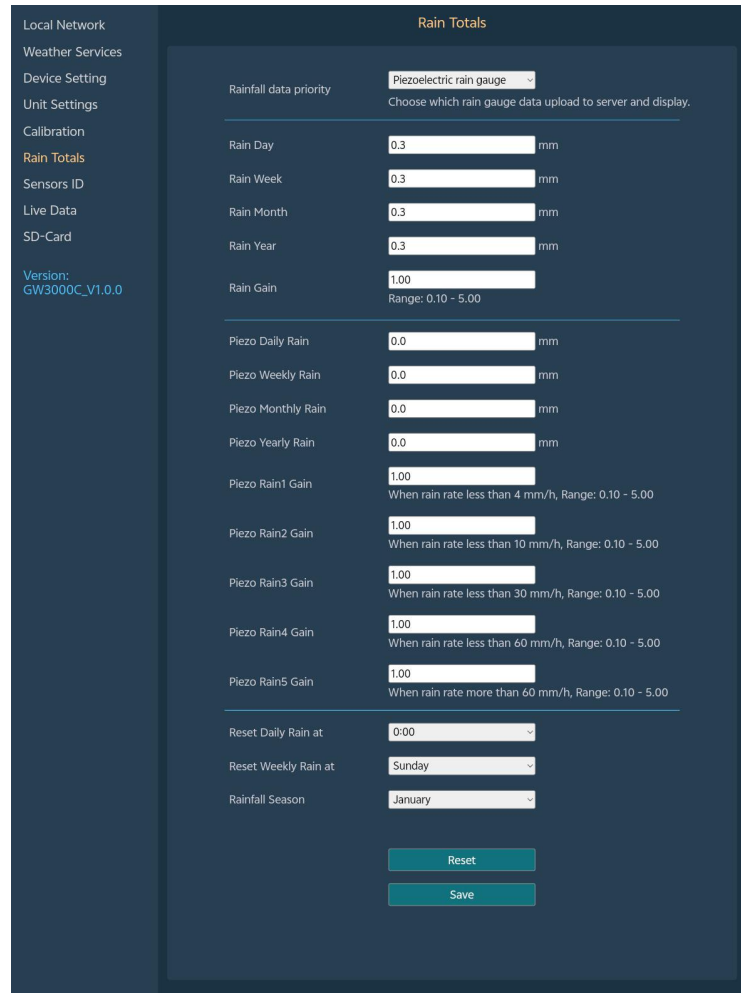 Local Network
Weather Services
Device Setting
Unit Settings
Calibration
Rain Totals
Sensors ID
Live Data
SD-Card
Version:
GW3000C_V1.0.0
Rain Totals
Rainfall data priority
Piezoelectric rain gauge
Choose which rain gauge data upload to server and display.
Rain Day 0.3 mm
Rain Week 0.3 mm
Rain Month 0.3 mm
Rain Year 0.3 mm
Rain Gain 1.00
Range: 0.10 - 5.00
Piezo Daily Rain 0.0 mm
Piezo Weekly Rain 0.0 mm
Piezo Monthly Rain 0.0 mm
Piezo Yearly Rain 0.0 mm
Piezo Rain1 Gain 1.00
When rain rate less than 4 mm/h, Range: 0.10 - 5.00
Piezo Rain2 Gain 1.00
When rain rate less than 10 mm/h, Range: 0.10 - 5.00
Piezo Rain3 Gain 1.00
When rain rate less than 30 mm/h, Range: 0.10 - 5.00
Piezo Rain4 Gain 1.00
When rain rate less than 60 mm/h, Range: 0.10 - 5.00
Piezo Rain5 Gain 1.00
When rain rate more than 60 mm/h, Range: 0.10 - 5.00
Reset Daily Rain at 0:00
Reset Weekly Rain at Sunday
Rainfall Season January
Reset
Save